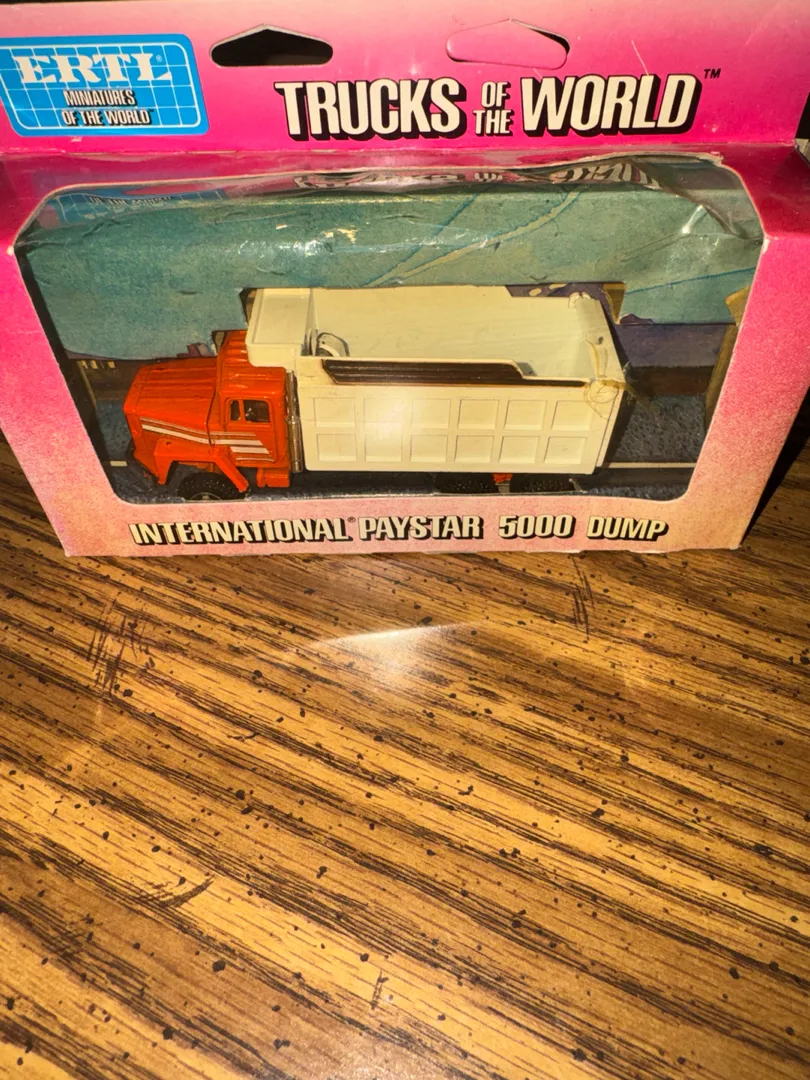 ERTL®
MINIATURES
OF THE WORLD
TRUCKS OF THE WORLD™
INTERNATIONAL® PAYSTAR 5000 DUMP